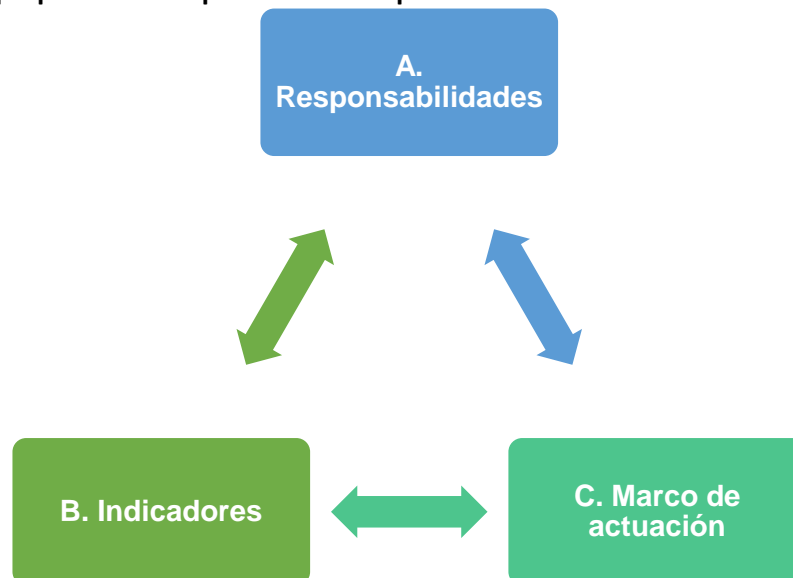 A.
Responsabilidades
B. Indicadores
C. Marco de
actuación